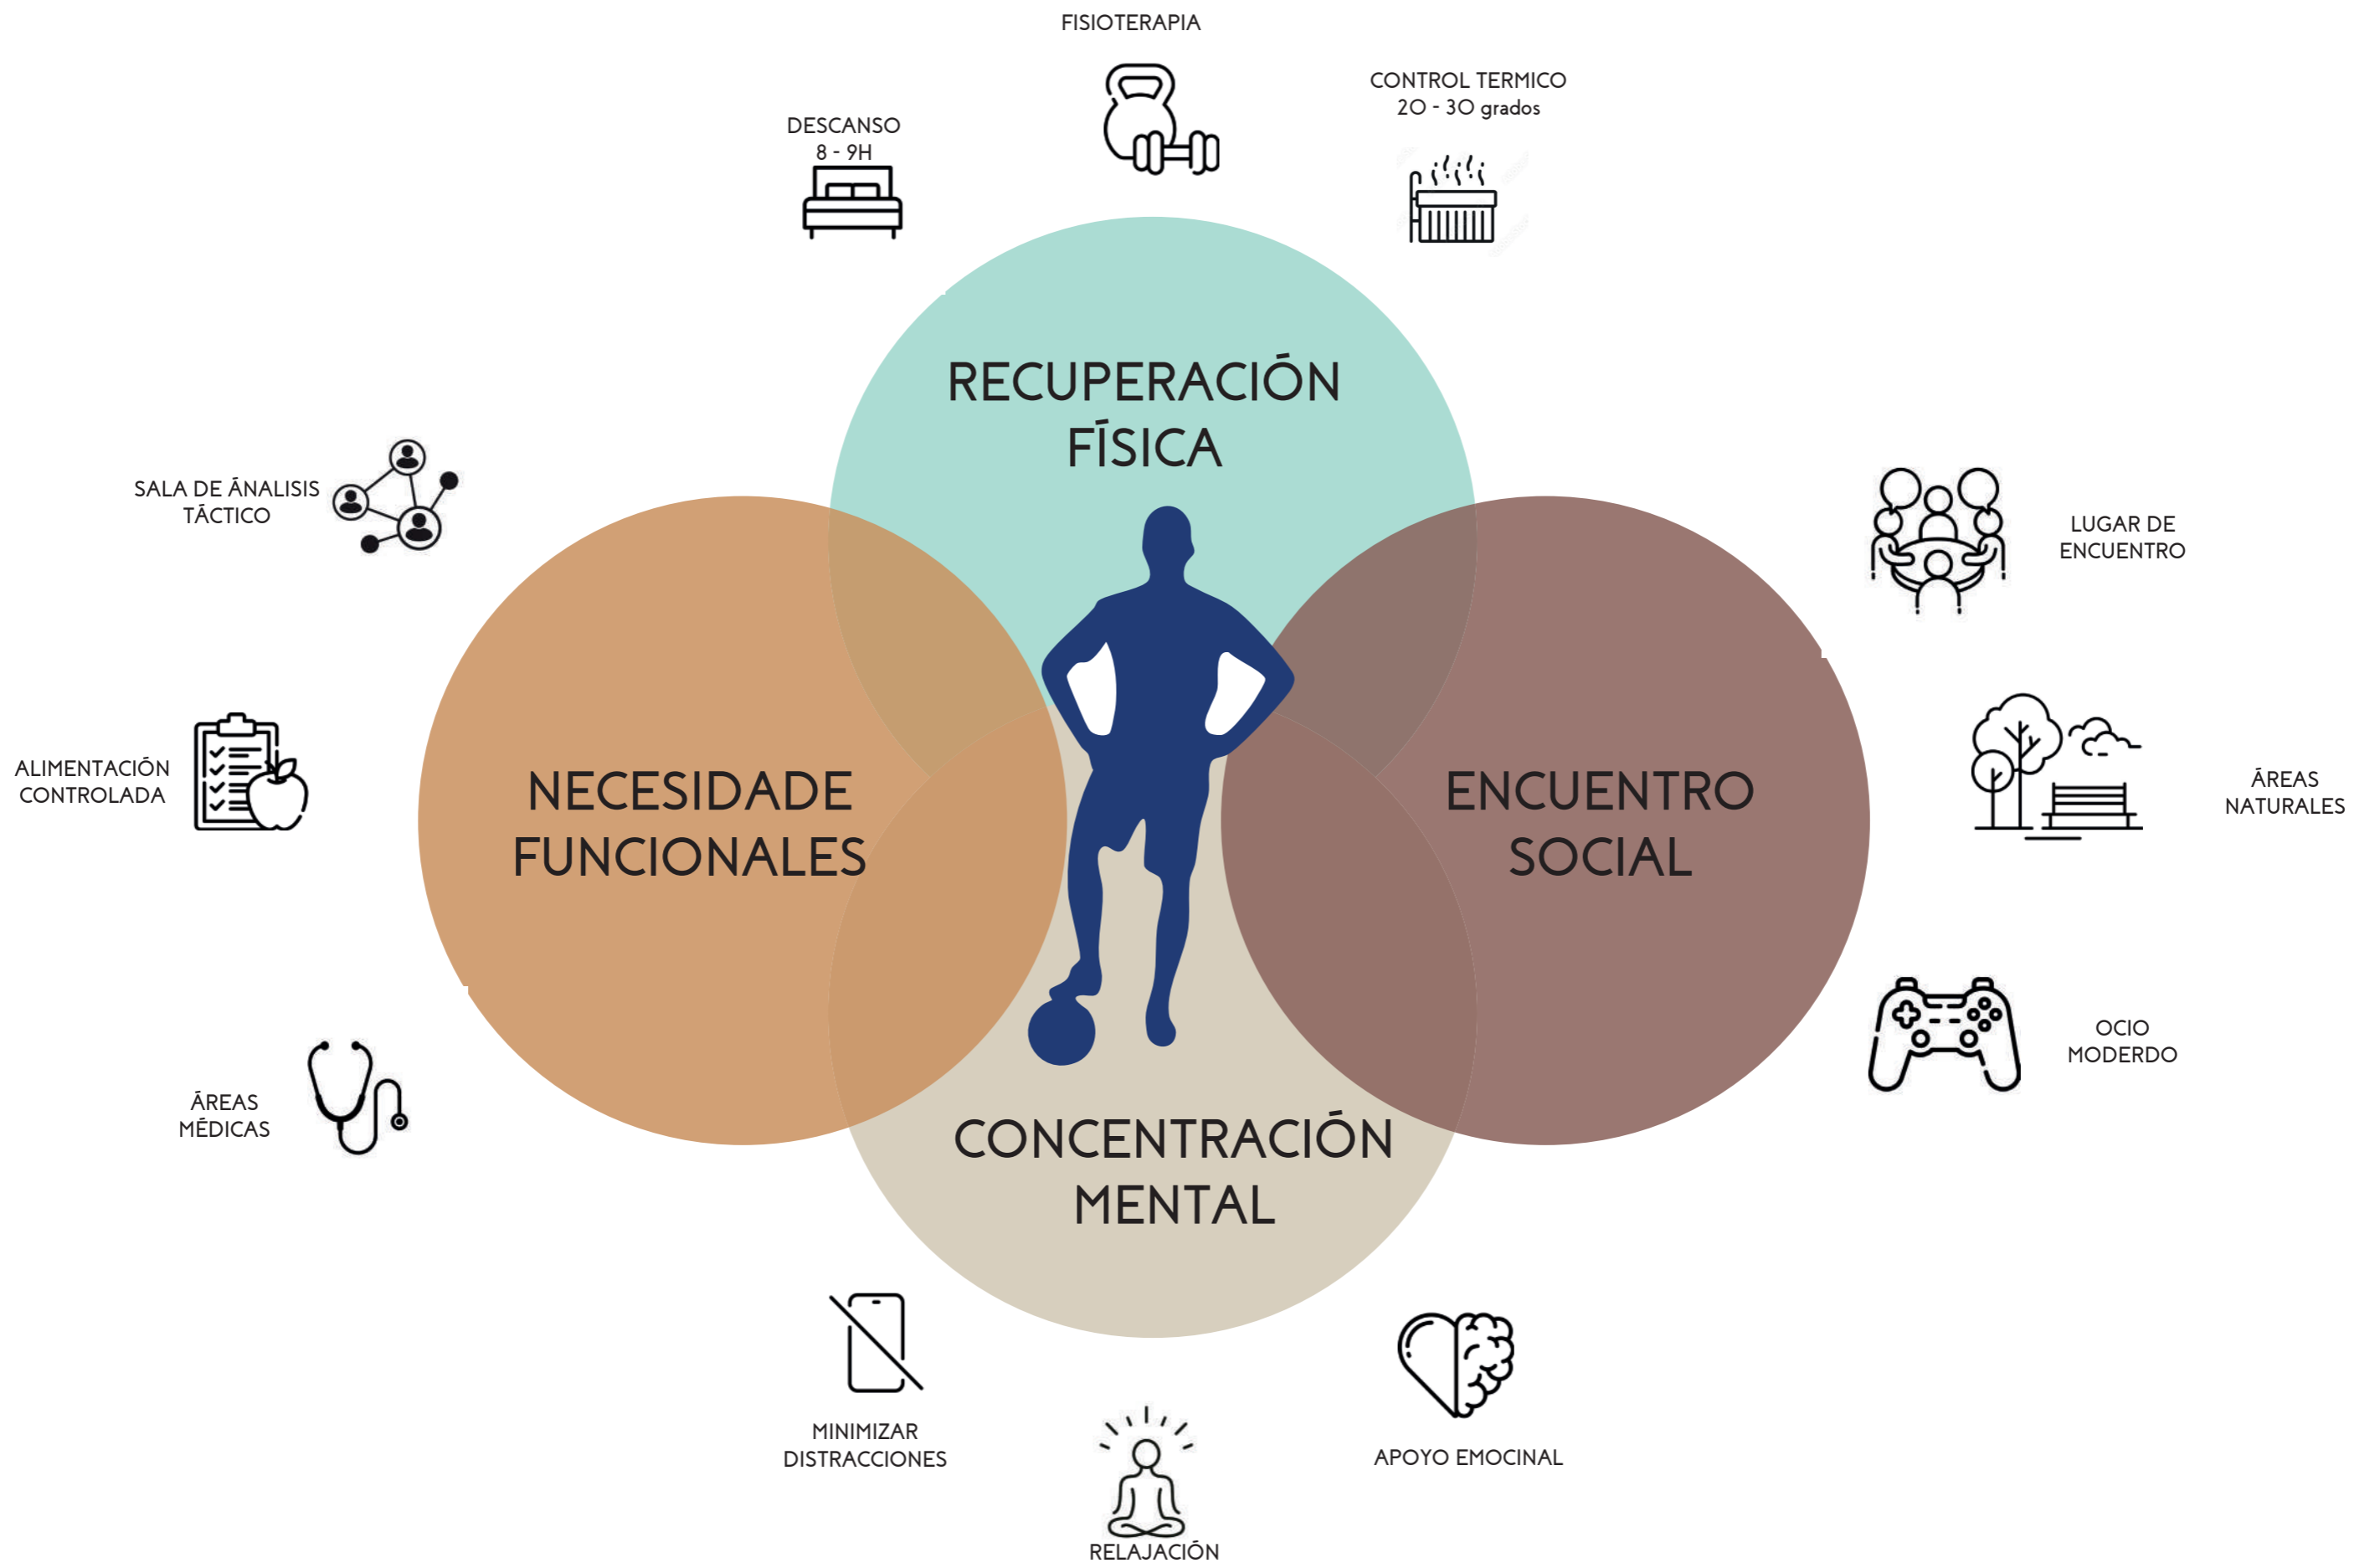 FISIOTERAPIA
CONTROL TERMICO
20 - 30 grados
DESCANSO
8 - 9H
RECUPERACIÓN
FÍSICA
SALA DE ÁNALISIS
TÁCTICO
LUGAR DE
ENCUENTRO
ALIMENTACIÓN
CONTROLADA
NECESIDADE
FUNCIONALES
ENCUENTRO
SOCIAL
ÁREAS
NATURALES
OCIO
MODERDO
ÁREAS
MÉDICAS
CONCENTRACIÓN
MENTAL
MINIMIZAR
DISTRACCIONES
APOYO EMOCINAL
RELAJACIÓN